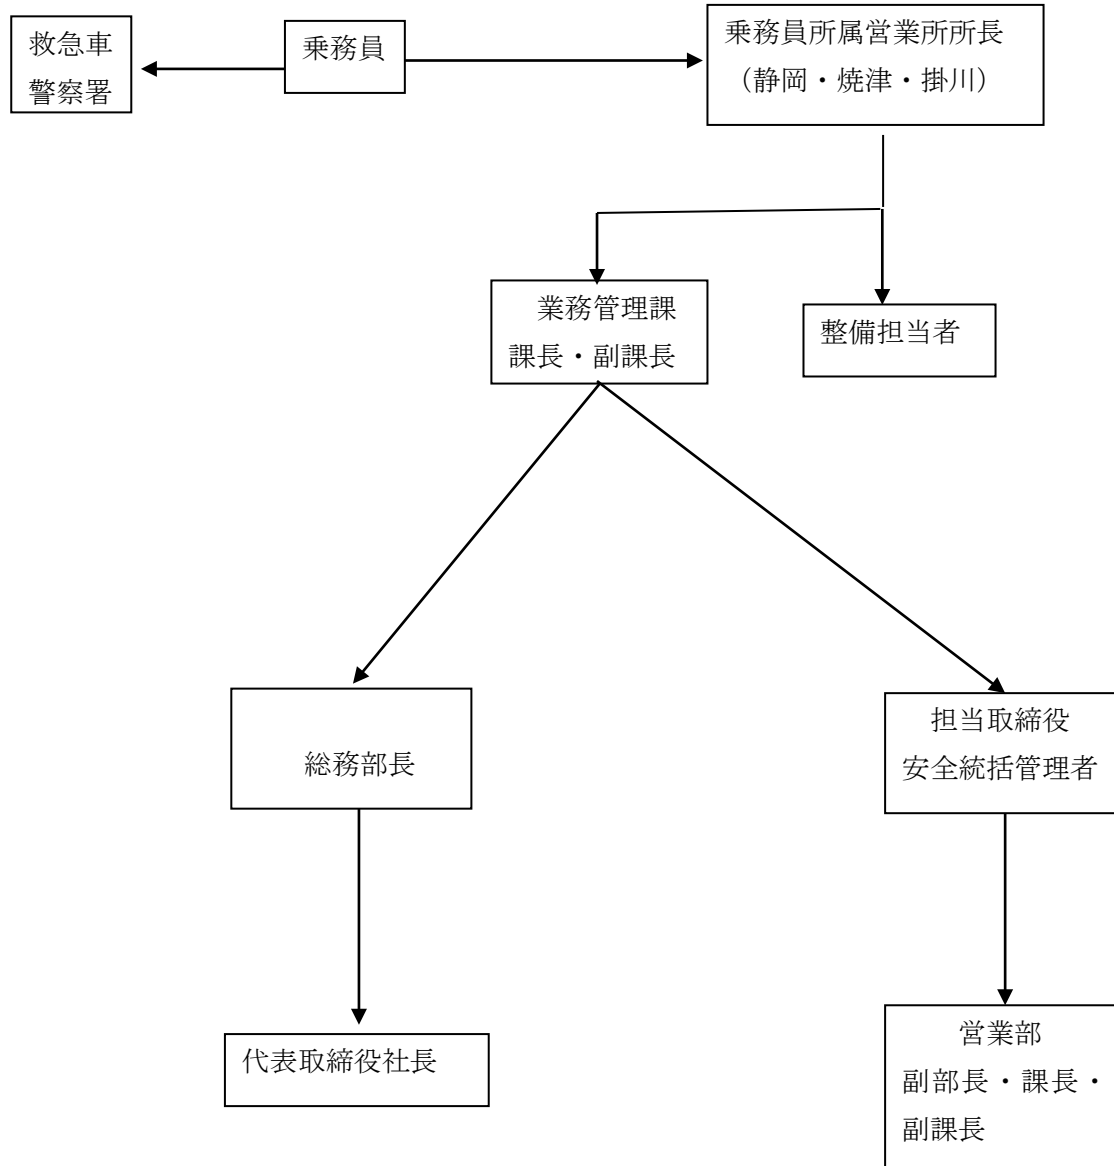 救急車
警察署
乗務員
乗務員所属営業所所長
（静岡・焼津・掛川）
業務管理課
課長・副課長
整備担当者
総務部長
担当取締役
安全統括管理者
代表取締役社長
営業部
副部長・課長・
副課長